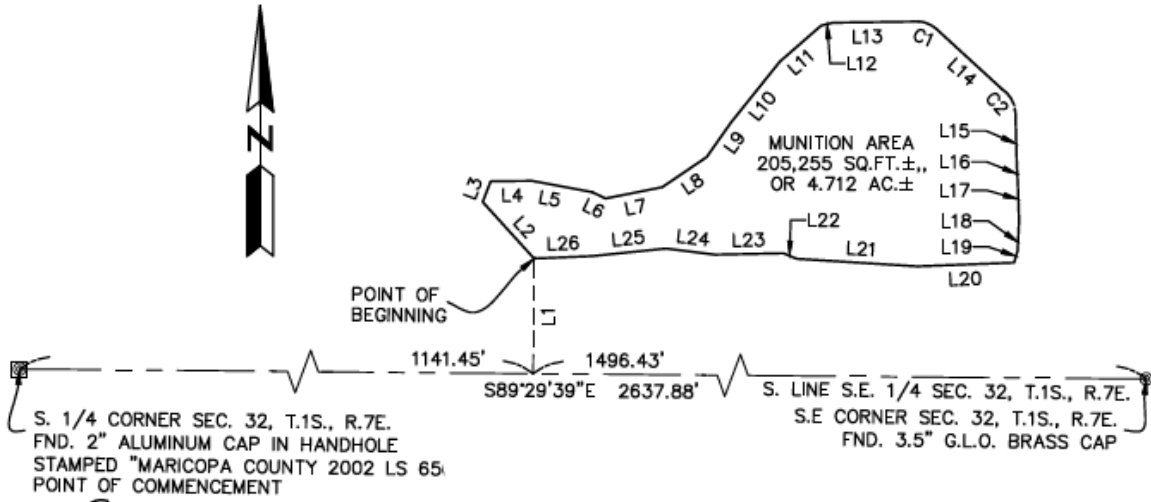 N
L13
C1
L12
L11
L14
L10
C2
L9
MUNITION AREA
205,255 SQ.FT.±,,
OR 4.712 AC.±
L15
L16
L17
L18
L19
L8
L3
L4
L5
L6
L7
L2
L26
L25
L24
L23
L22
L21
L20
POINT OF
BEGINNING
L1
1141.45'
1496.43'
S89°29'39"E 2637.88'
S. LINE S.E. 1/4 SEC. 32, T.1S., R.7E.
S.E CORNER SEC. 32, T.1S., R.7E.
FND. 3.5" G.L.O. BRASS CAP
S. 1/4 CORNER SEC. 32, T.1S., R.7E.
FND. 2" ALUMINUM CAP IN HANDHOLE
STAMPED "MARICOPA COUNTY 2002 LS
POINT OF COMMENCEMENT